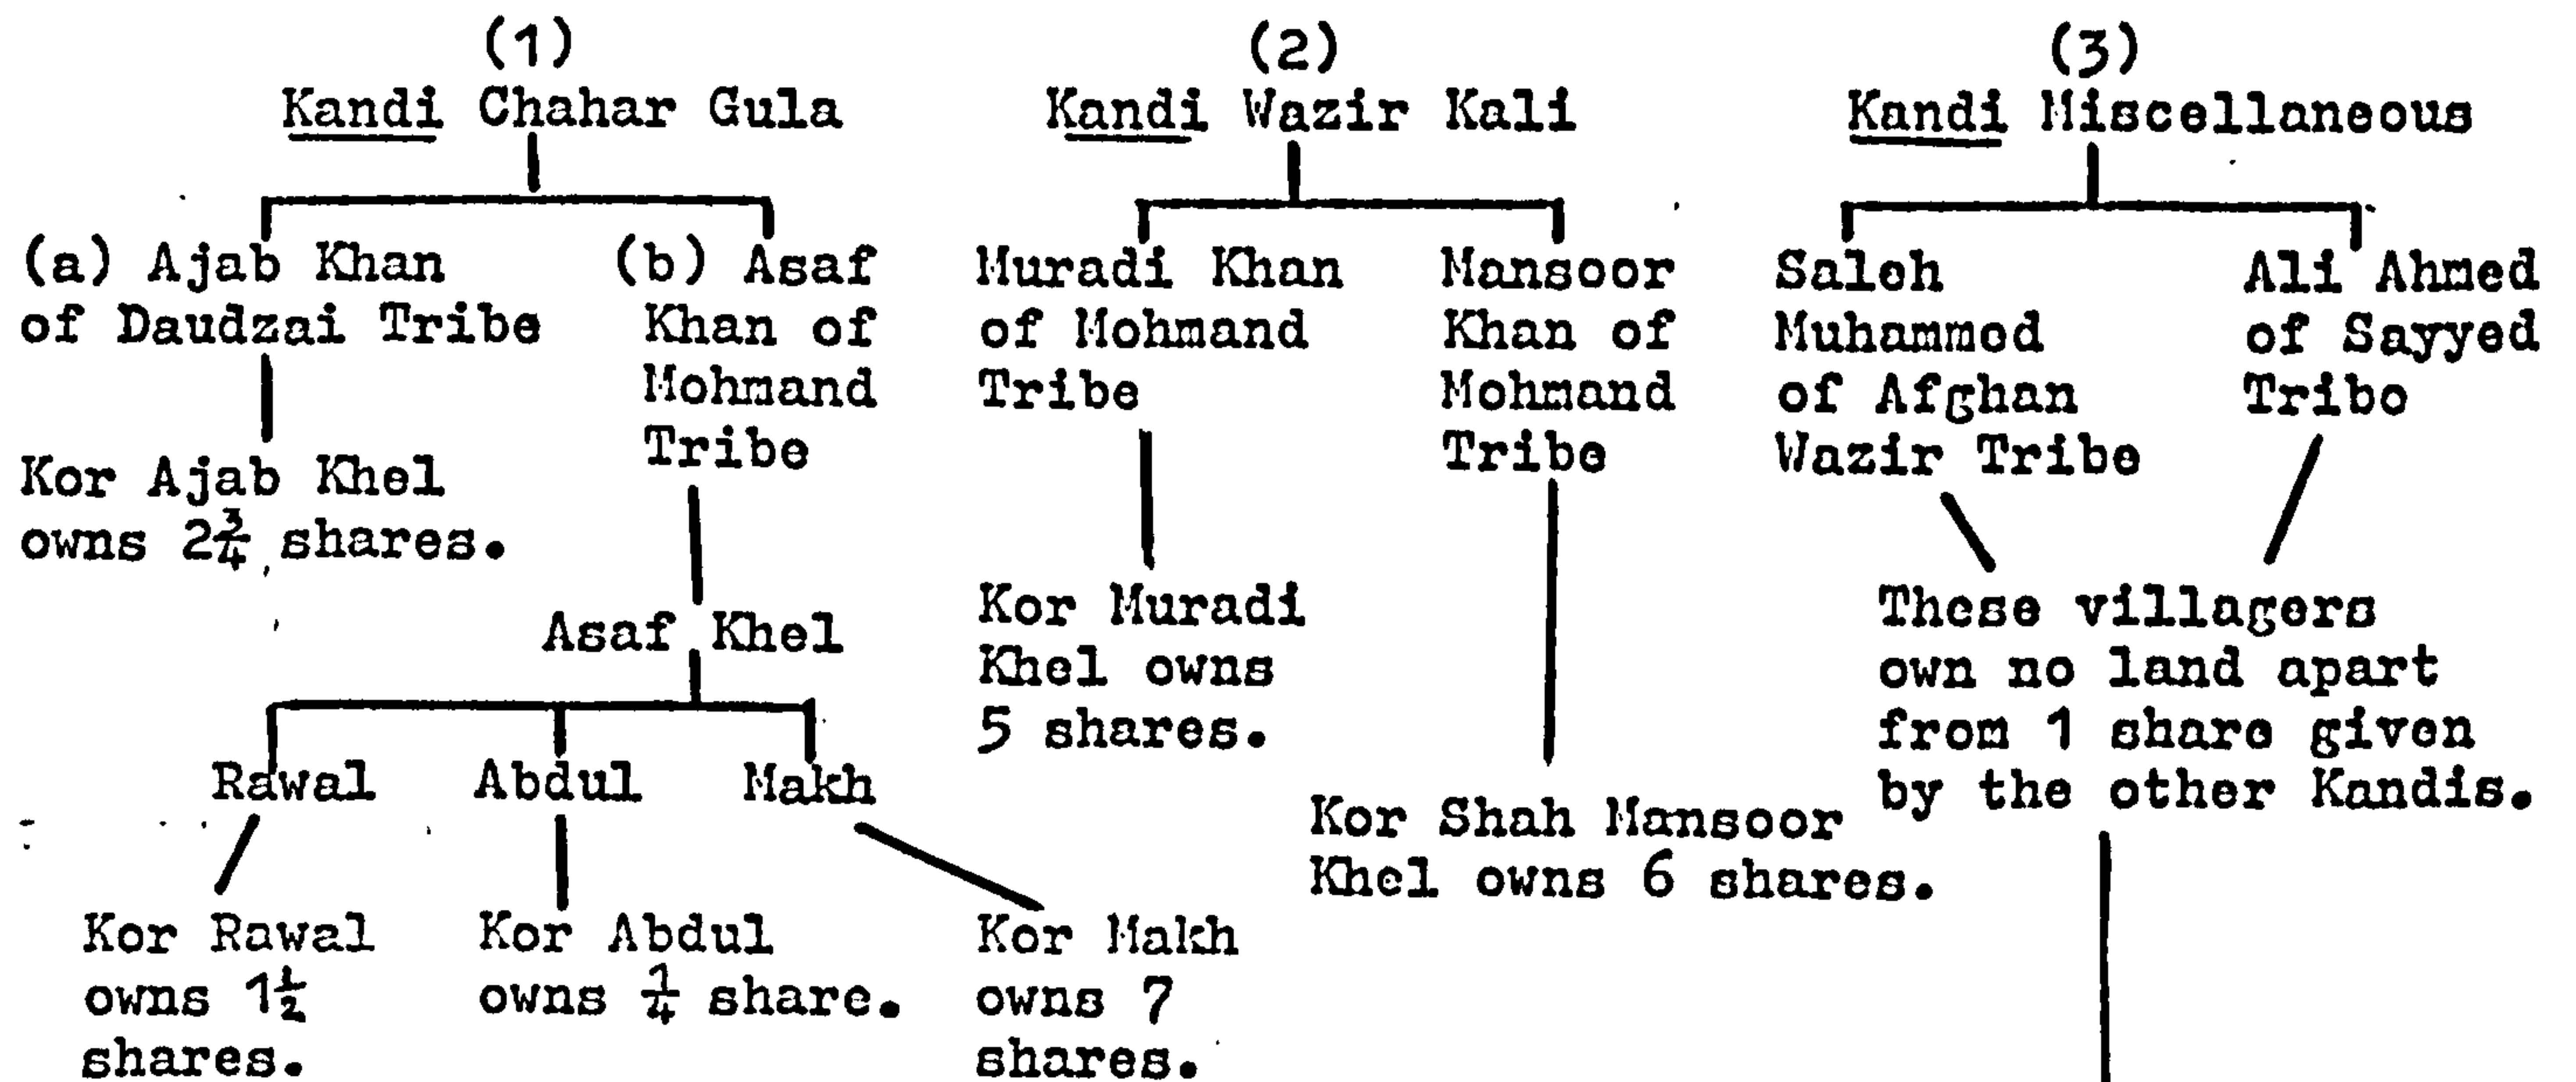 (1)
Kandi Chahar Gula
(a) Ajab Khan
of Daudzai Tribe
Kor Ajab Khel
owns 2¾ shares.
(b) Asaf
Khan of
Mohmand
Tribe
Asaf Khel
Rawal
Abdul
Makh
Kor Rawal
owns 1½
shares.
Kor Abdul
owns ¼ share.
Kor Makh
owns 7
shares.
(2)
Kandi Wazir Kali
Muradi Khan
of Mohmand
Tribe
Kor Muradi
Khel owns
5 shares.
Mansoor
Khan of
Mohmand
Tribe
Kor Shah Mansoor
Khel owns 6 shares.
(3)
Kandi Miscellaneous
Saleh
Muhammed
of Afghan
Wazir Tribe
Ali Ahmed
of Sayyed
Tribe
These villagers
own no land apart
from 1 share given
by the other Kandis.